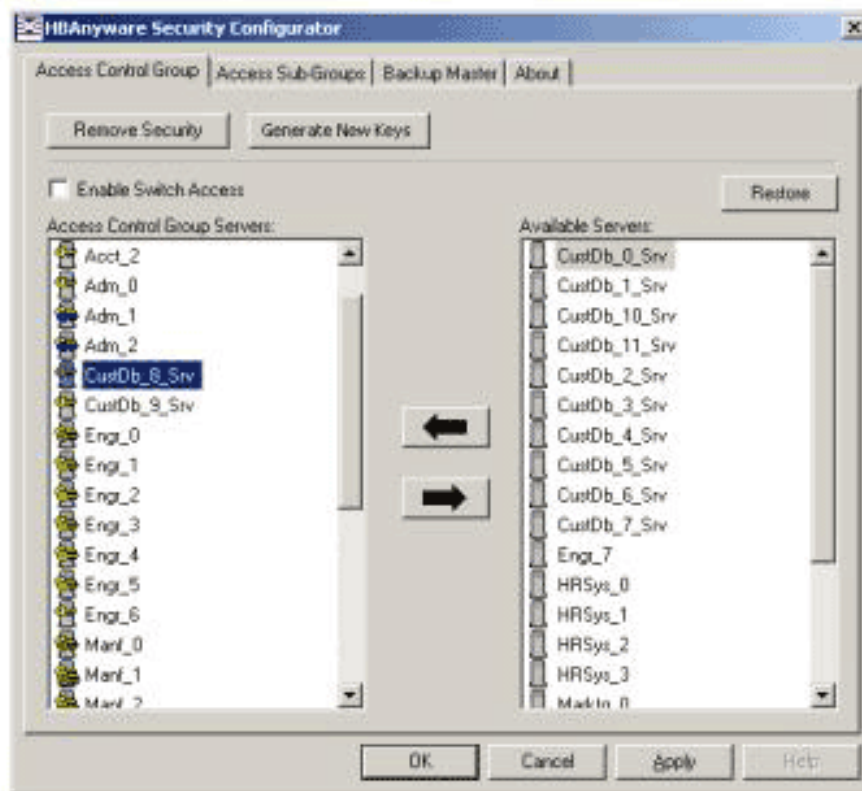 HBAnyware Security Configurator
Access Control Group
Access Sub-Groups
Backup Master
About
Remove Security
Generate New Keys
Enable Switch Access
Restore
Access Control Group Servers:
Acct_2
Adm_0
Adm_1
Adm_2
CustDb_8_Srv
CustDb_9_Srv
Engr_0
Engr_1
Engr_2
Engr_3
Engr_4
Engr_5
Engr_6
Manf_0
Manf_1
Manf_2
Available Servers:
CustDb_0_Srv
CustDb_1_Srv
CustDb_10_Srv
CustDb_11_Srv
CustDb_2_Srv
CustDb_3_Srv
CustDb_4_Srv
CustDb_5_Srv
CustDb_6_Srv
CustDb_7_Srv
Engr_7
HRSys_0
HRSys_1
HRSys_2
HRSys_3
Marktn_0
OK
Cancel
Apply
Help